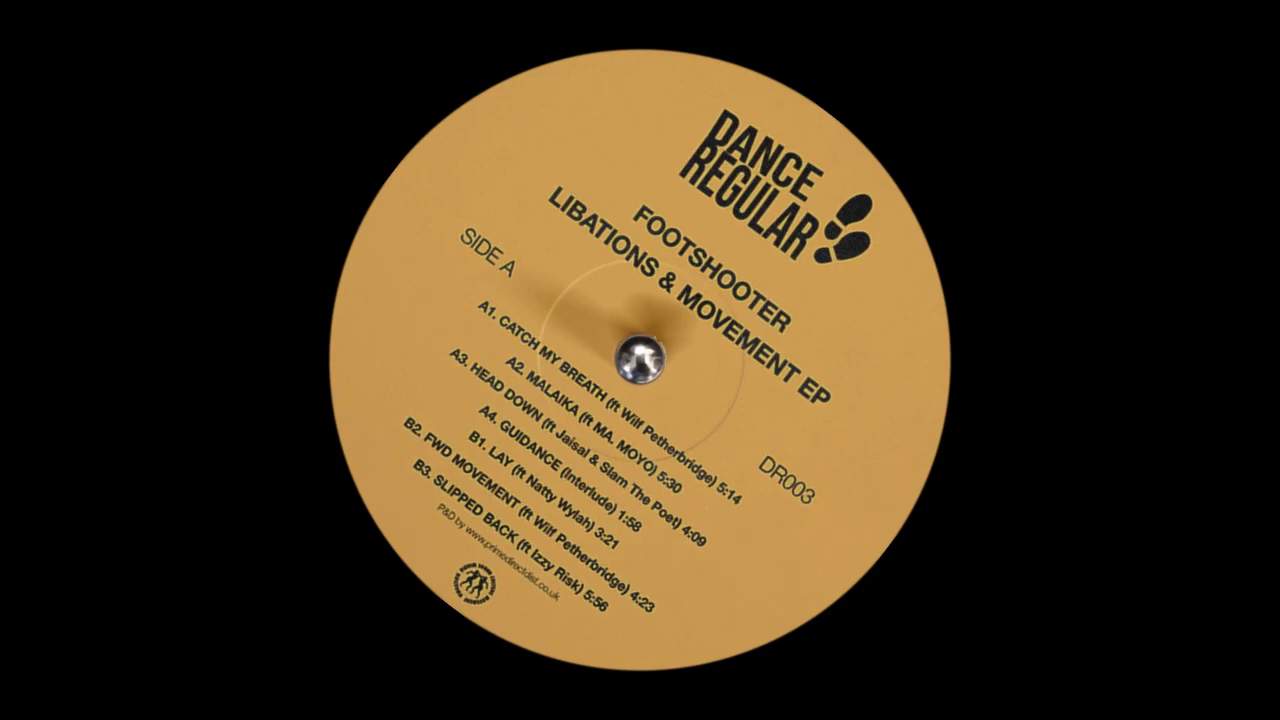 DANCE
REGULAR
FOOTSHOOTER
LIBATIONS & MOVEMENT EP
SIDE A
DR003
A1. CATCH MY BREATH (ft Wilf Petherbridge) 5:14
A2. MALAIKA (ft MA. MOYO) 5:30
A3. HEAD DOWN (ft Jaisal & Slam The Poet) 4:09
A4. GUIDANCE (Interlude) 1:58
B1. LAY (ft Natty Wylah) 3:21
B2. FWD MOVEMENT (ft Wilf Petherbridge) 4:23
B3. SLIPPED BACK (ft Izzy Risk) 5:56
P&D by www.primedirectdist.co.uk